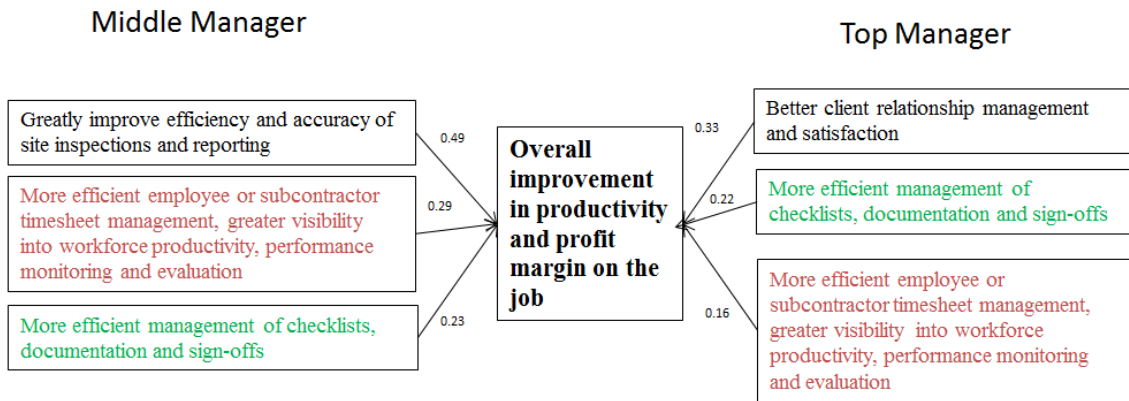 Middle Manager
Top Manager
Greatly improve efficiency and accuracy of
site inspections and reporting
0.49
More efficient employee or subcontractor
timesheet management, greater visibility
into workforce productivity, performance
monitoring and evaluation
0.29
More efficient management of checklists,
documentation and sign-offs
0.23
Overall
improvement
in productivity
and profit
margin on the
job
0.33
Better client relationship management
and satisfaction
0.22
More efficient management of
checklists, documentation and sign-offs
0.16
More efficient employee or
subcontractor timesheet management,
greater visibility into workforce
productivity, performance monitoring
and evaluation